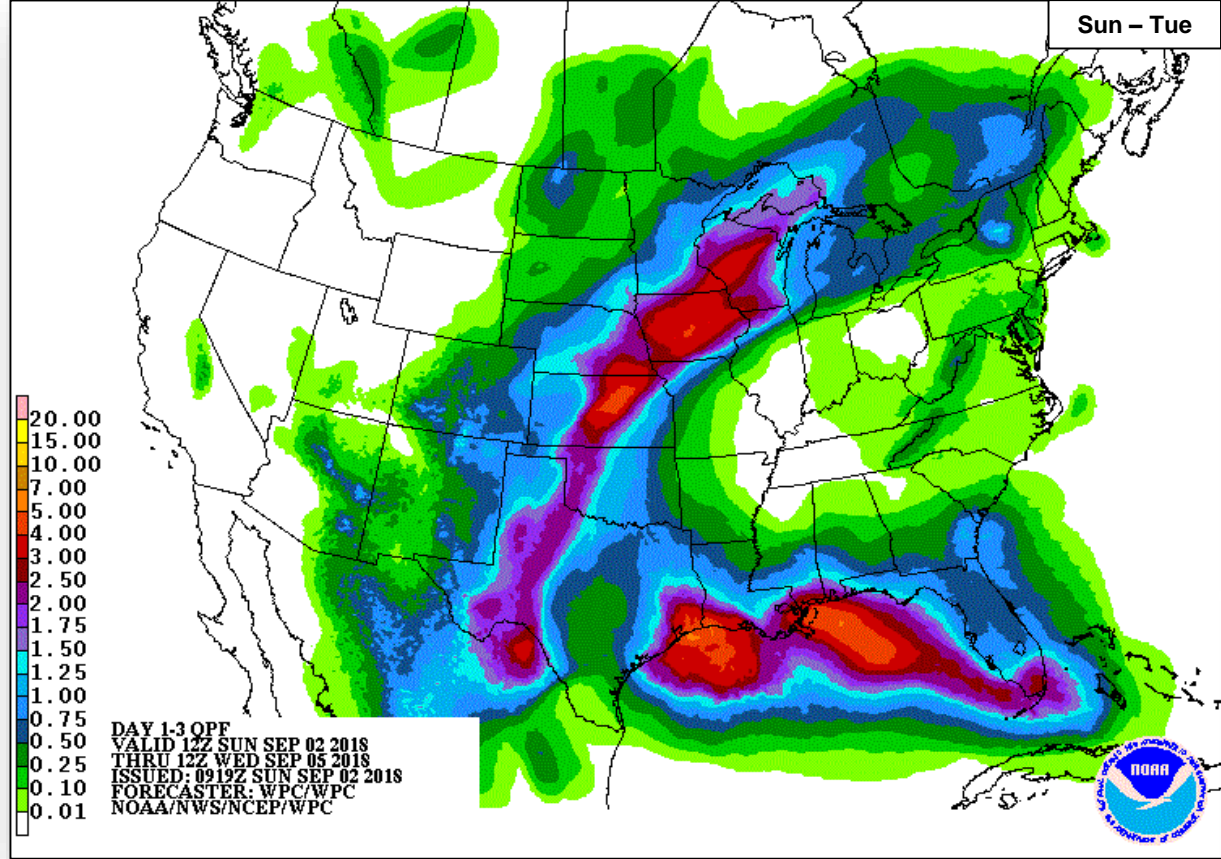 Sun – Tue
20.00
15.00
10.00
7.00
5.00
4.00
3.00
2.50
2.00
1.75
1.50
1.25
1.00
0.75
0.50
0.25
0.10
0.01
DAY 1-3 QPF
VALID 12Z SUN SEP 02 2018
THRU 12Z WED SEP 05 2018
ISSUED: 0919Z SUN SEP 02 2018
FORECASTER: WPC/WPC
NOAA/NWS/NCEP/WPC
NOAA